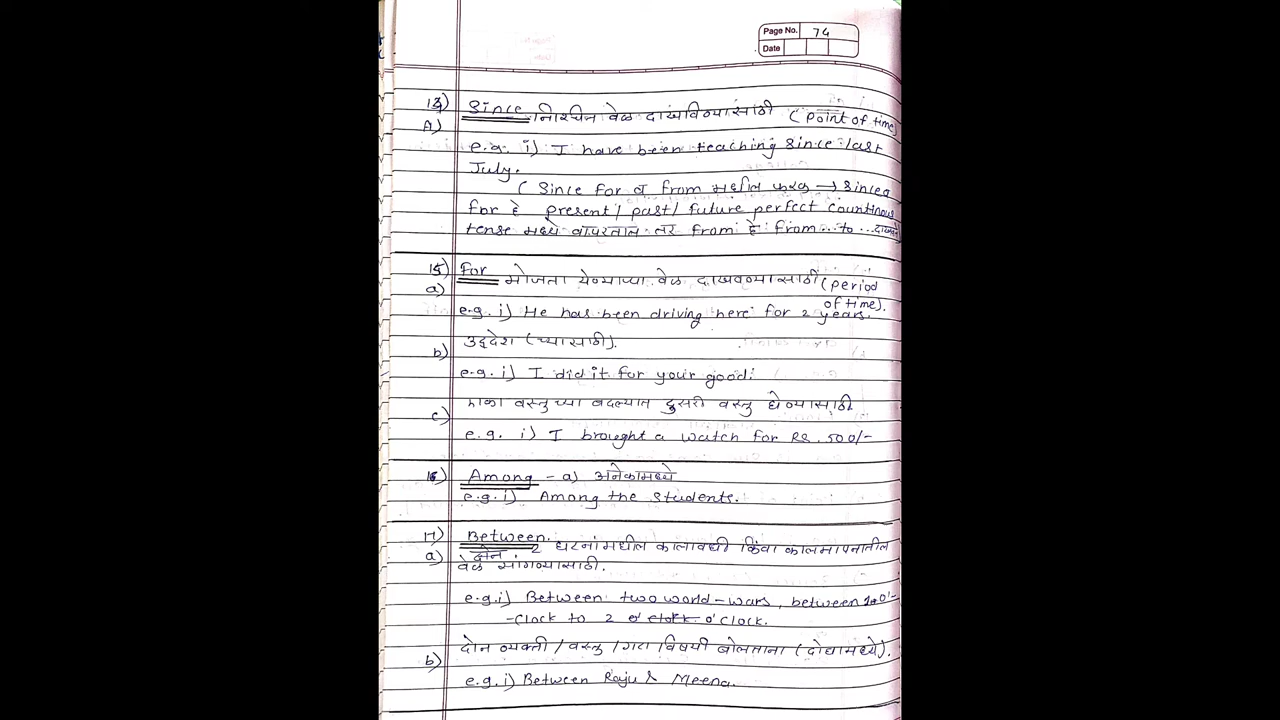 Page No. 74
Date
13) Since निश्चित वेळ दाखविण्यासाठी (point of time)
A)
e.g. i) I have been teaching since last
July.
( Since for व from मधील फरक → Since व
for हे present / past / future perfect countinous
tense मध्ये वापरतात तर from हे from ... to ...
15) For मोजता येण्याच्या वेळ दाखवण्यासाठी (period
of time).
a)
e.g. i) He has been driving here for 2 years.
b) उद्देश (च्यासाठी).
e.g. i) I did it for your good.
c) एका वस्तुच्या बदल्यात दुसरी वस्तु घेण्यासाठी
e.g. i) I brought a watch for Rs. 500/-
16) Among - a) अनेकामध्ये
e.g. i) Among the students.
17) Between.
a) दोन 2 घटनांमधील कालावधी किंवा कालमापनातील
वेळ सांगण्यासाठी.
e.g. i) Between two world-wars, between 1 o'-
-clock to 2 o'clock.
b) दोन व्यक्ती / वस्तु / गटा विषयी बोलताना (दोघामध्ये).
e.g. i) Between Raju & Meena.